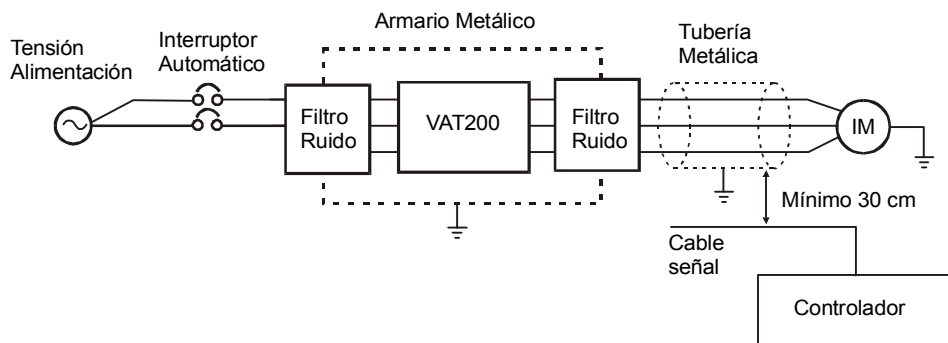 Armario Metálico
Tensión
Alimentación
Interruptor
Automático
Tubería
Metálica
Filtro
Ruido
VAT200
Filtro
Ruido
IM
Mínimo 30 cm
Cable
señal
Controlador